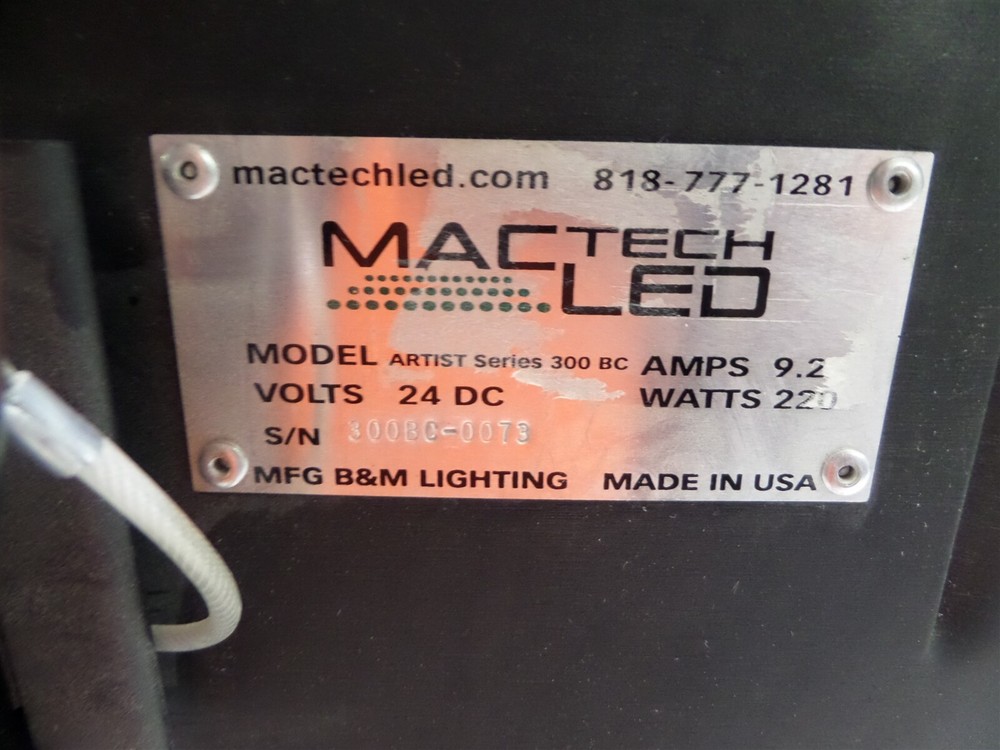 mactechled.com 818-777-1281
MACTECH
LED
MODEL ARTIST Series 300 BC AMPS 9.2
VOLTS 24 DC WATTS 220
S/N 300BC-0073
MFG B&M LIGHTING MADE IN USA